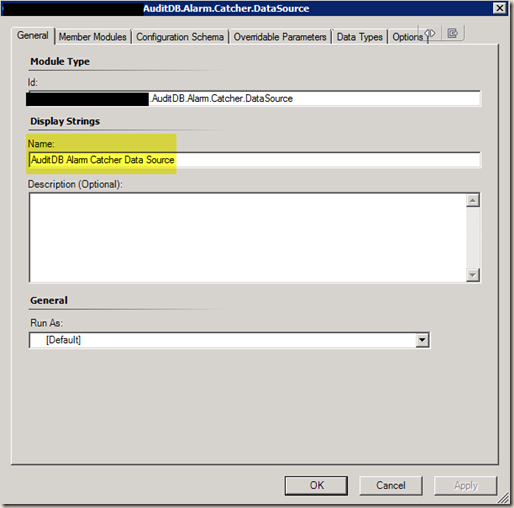 AuditDB.Alarm.Catcher.DataSource
General Member Modules Configuration Schema Overridable Parameters Data Types Options
Module Type
Id:
.AuditDB.Alarm.Catcher.DataSource
Display Strings
Name:
AuditDB Alarm Catcher Data Source
Description (Optional):
General
Run As:
[Default]
OK Cancel Apply